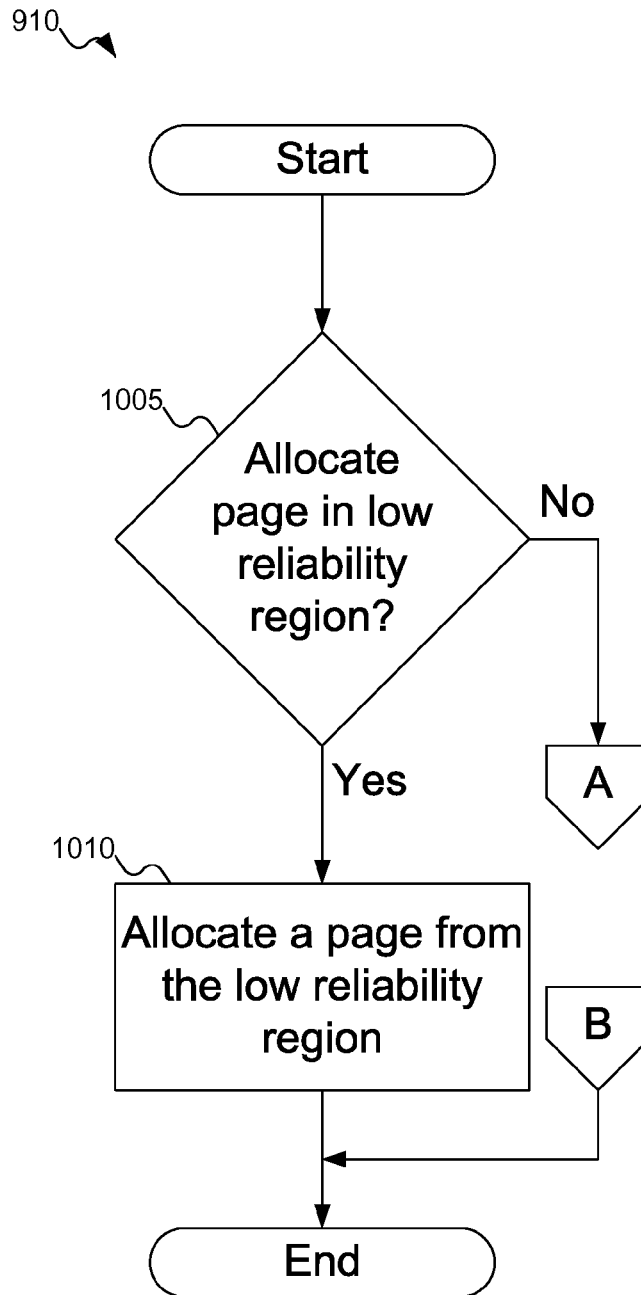 910
Start
1005
Allocate
page in low
reliability
region?
No
A
Yes
1010
Allocate a page from
the low reliability
region
B
End